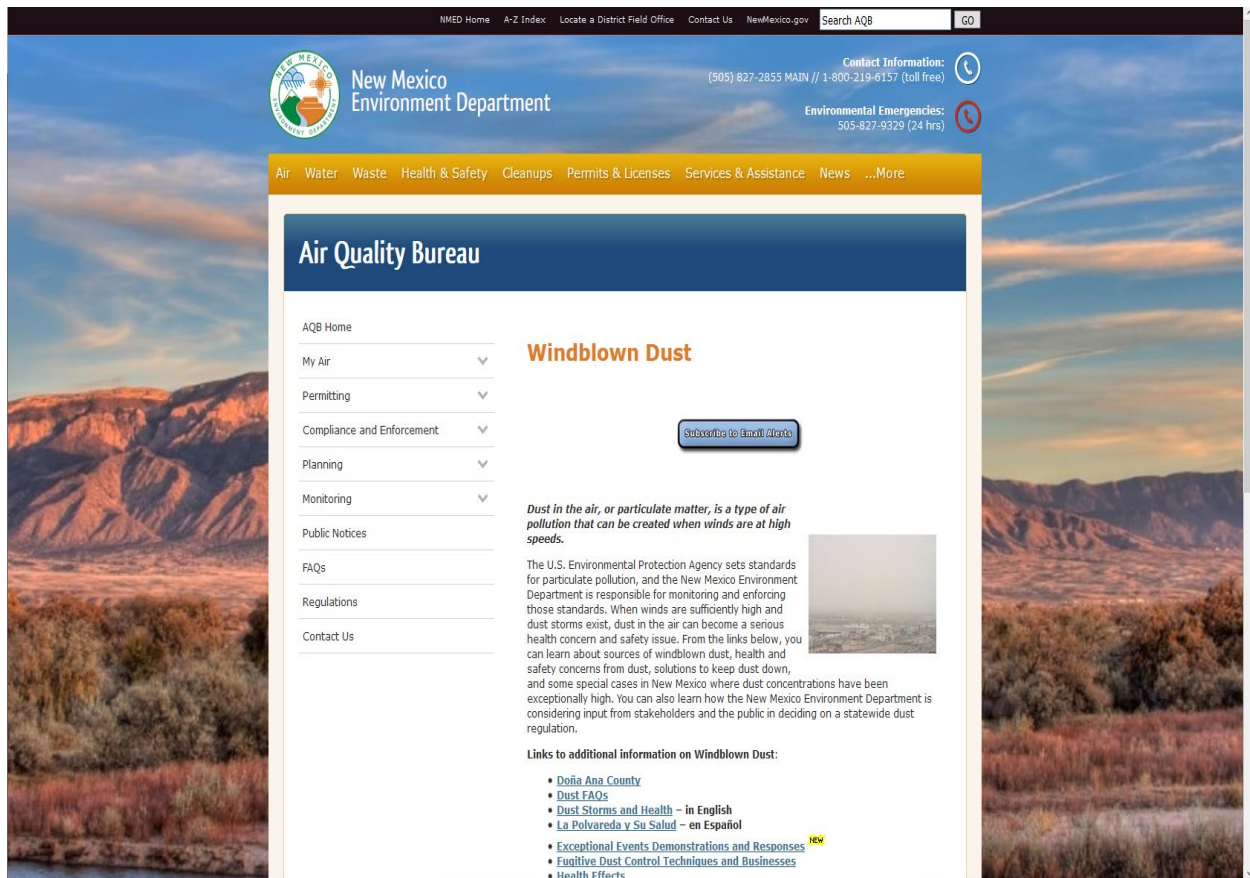 NMED Home A-Z Index Locate a District Field Office Contact Us NewMexico.gov Search AQB GO
NEW MEXICO
ENVIRONMENT DEPARTMENT
New Mexico
Environment Department
Contact Information:
(505) 827-2855 MAIN // 1-800-219-6157 (toll free)
Environmental Emergencies:
505-827-9329 (24 hrs)
Air Water Waste Health & Safety Cleanups Permits & Licenses Services & Assistance News ...More
Air Quality Bureau
AQB Home
My Air
Permitting
Compliance and Enforcement
Planning
Monitoring
Public Notices
FAQs
Regulations
Contact Us
Windblown Dust
Subscribe to Email Alerts
Dust in the air, or particulate matter, is a type of air
pollution that can be created when winds are at high
speeds.
The U.S. Environmental Protection Agency sets standards
for particulate pollution, and the New Mexico Environment
Department is responsible for monitoring and enforcing
those standards. When winds are sufficiently high and
dust storms exist, dust in the air can become a serious
health concern and safety issue. From the links below, you
can learn about sources of windblown dust, health and
safety concerns from dust, solutions to keep dust down,
and some special cases in New Mexico where dust concentrations have been
exceptionally high. You can also learn how the New Mexico Environment Department is
considering input from stakeholders and the public in deciding on a statewide dust
regulation.
Links to additional information on Windblown Dust:
• Doña Ana County
• Dust FAQs
• Dust Storms and Health – in English
• La Polvareda y Su Salud – en Español
• Exceptional Events Demonstrations and Responses NEW
• Fugitive Dust Control Techniques and Businesses
• Health Effects